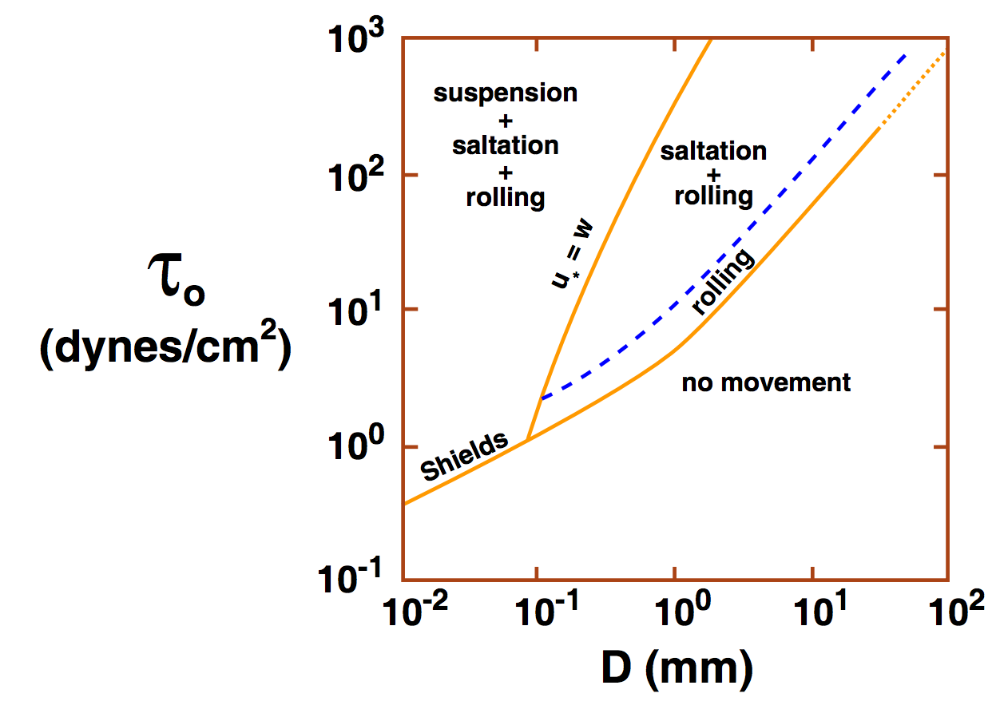 10³
10²
10¹
10⁰
10⁻¹
τₒ
(dynes/cm²)
suspension
+
saltation
+
rolling
saltation
+
rolling
u* = w
rolling
no movement
Shields
10⁻² 10⁻¹ 10⁰ 10¹ 10²
D (mm)